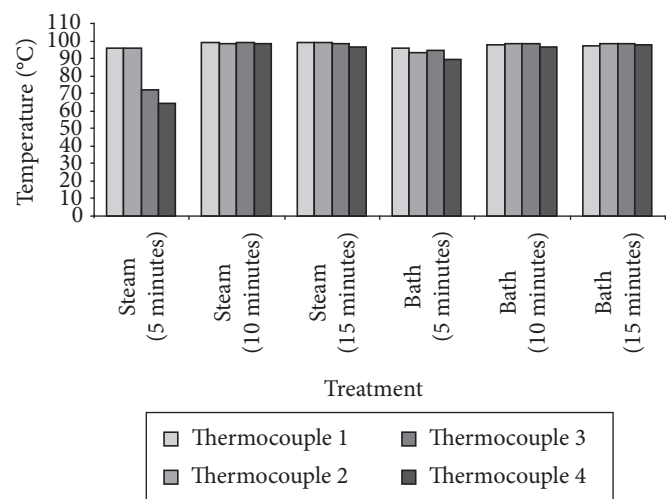 Temperature (°C)
110
100
90
80
70
60
50
40
30
20
10
0
Steam
(5 minutes)
Steam
(10 minutes)
Steam
(15 minutes)
Bath
(5 minutes)
Bath
(10 minutes)
Bath
(15 minutes)
Treatment
Thermocouple 1
Thermocouple 3
Thermocouple 2
Thermocouple 4